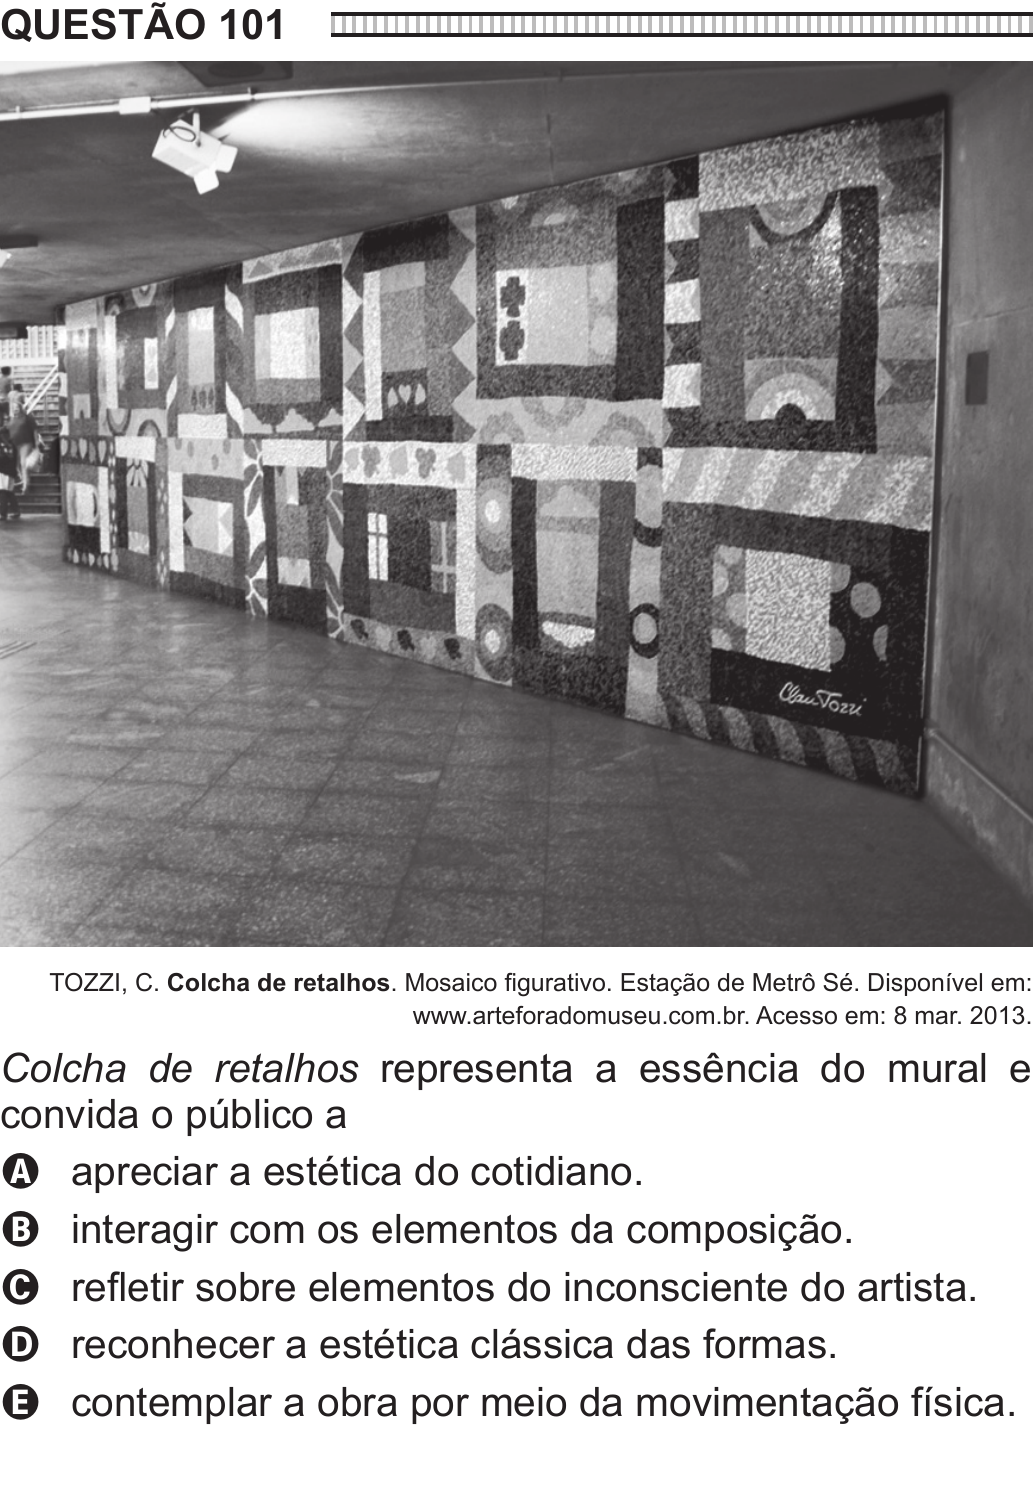 QUESTÃO 101
Clau Tozzi
TOZZI, C. Colcha de retalhos. Mosaico figurativo. Estação de Metrô Sé. Disponível em:
www.arteforadomuseu.com.br. Acesso em: 8 mar. 2013.
Colcha de retalhos representa a essência do mural e
convida o público a
A apreciar a estética do cotidiano.
B interagir com os elementos da composição.
C refletir sobre elementos do inconsciente do artista.
D reconhecer a estética clássica das formas.
E contemplar a obra por meio da movimentação física.